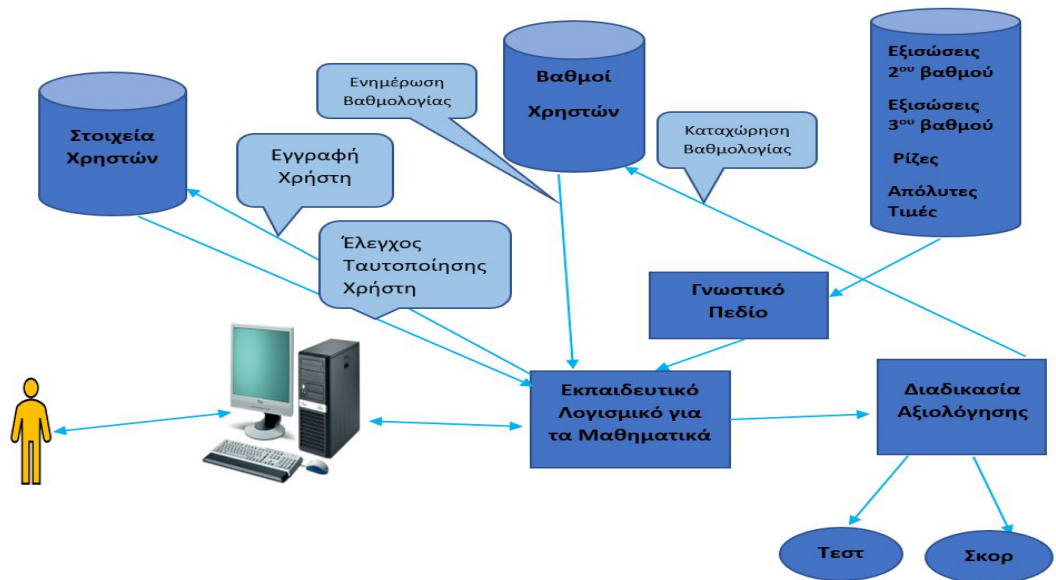 Στοιχεία
Χρηστών
Εγγραφή
Χρήστη
Έλεγχος
Ταυτοποίησης
Χρήστη
Ενημέρωση
Βαθμολογίας
Βαθμοί
Χρηστών
Καταχώρηση
Βαθμολογίας
Εξισώσεις
2ου βαθμού
Εξισώσεις
3ου βαθμού
Ρίζες
Απόλυτες
Τιμές
Γνωστικό
Πεδίο
Εκπαιδευτικό
Λογισμικό για
τα Μαθηματικά
Διαδικασία
Αξιολόγησης
Τεστ
Σκορ